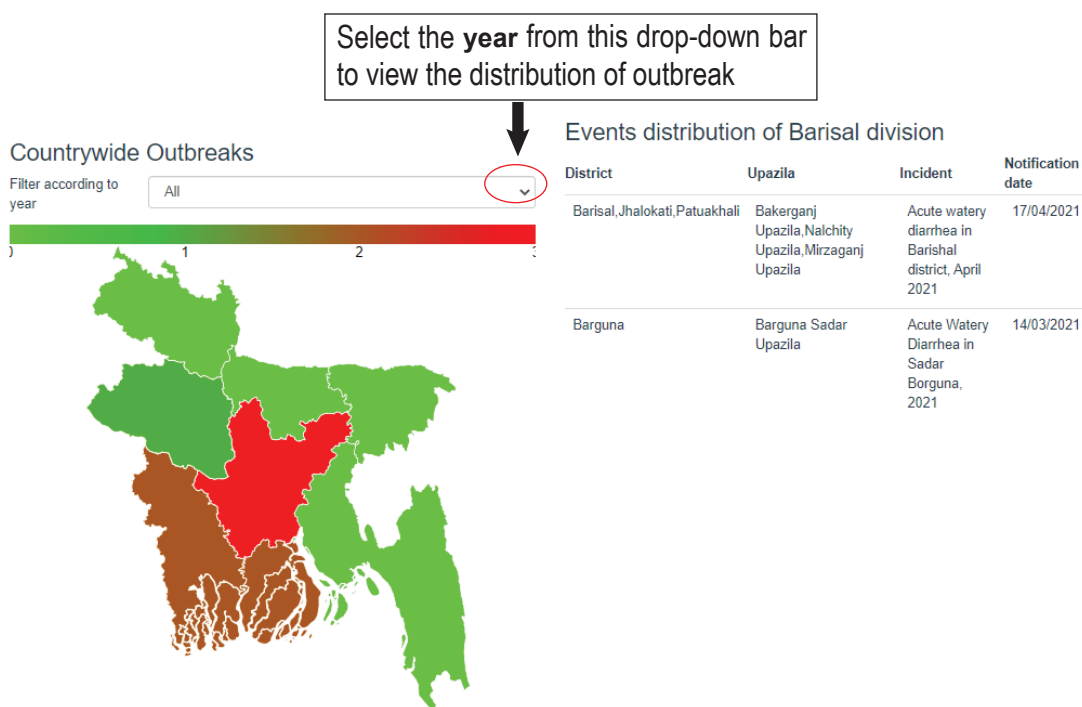 Select the year from this drop-down bar
to view the distribution of outbreak
Countrywide Outbreaks
Filter according to
year
All
0 1 2 3
Events distribution of Barisal division
District Upazila Incident Notification
date
Barisal,Jhalokati,Patuakhali Bakerganj Acute watery 17/04/2021
Upazila,Nalchity diarrhea in
Upazila,Mirzaganj Barishal
Upazila district, April
2021
Barguna Barguna Sadar Acute Watery 14/03/2021
Upazila Diarrhea in
Sadar
Borguna,
2021